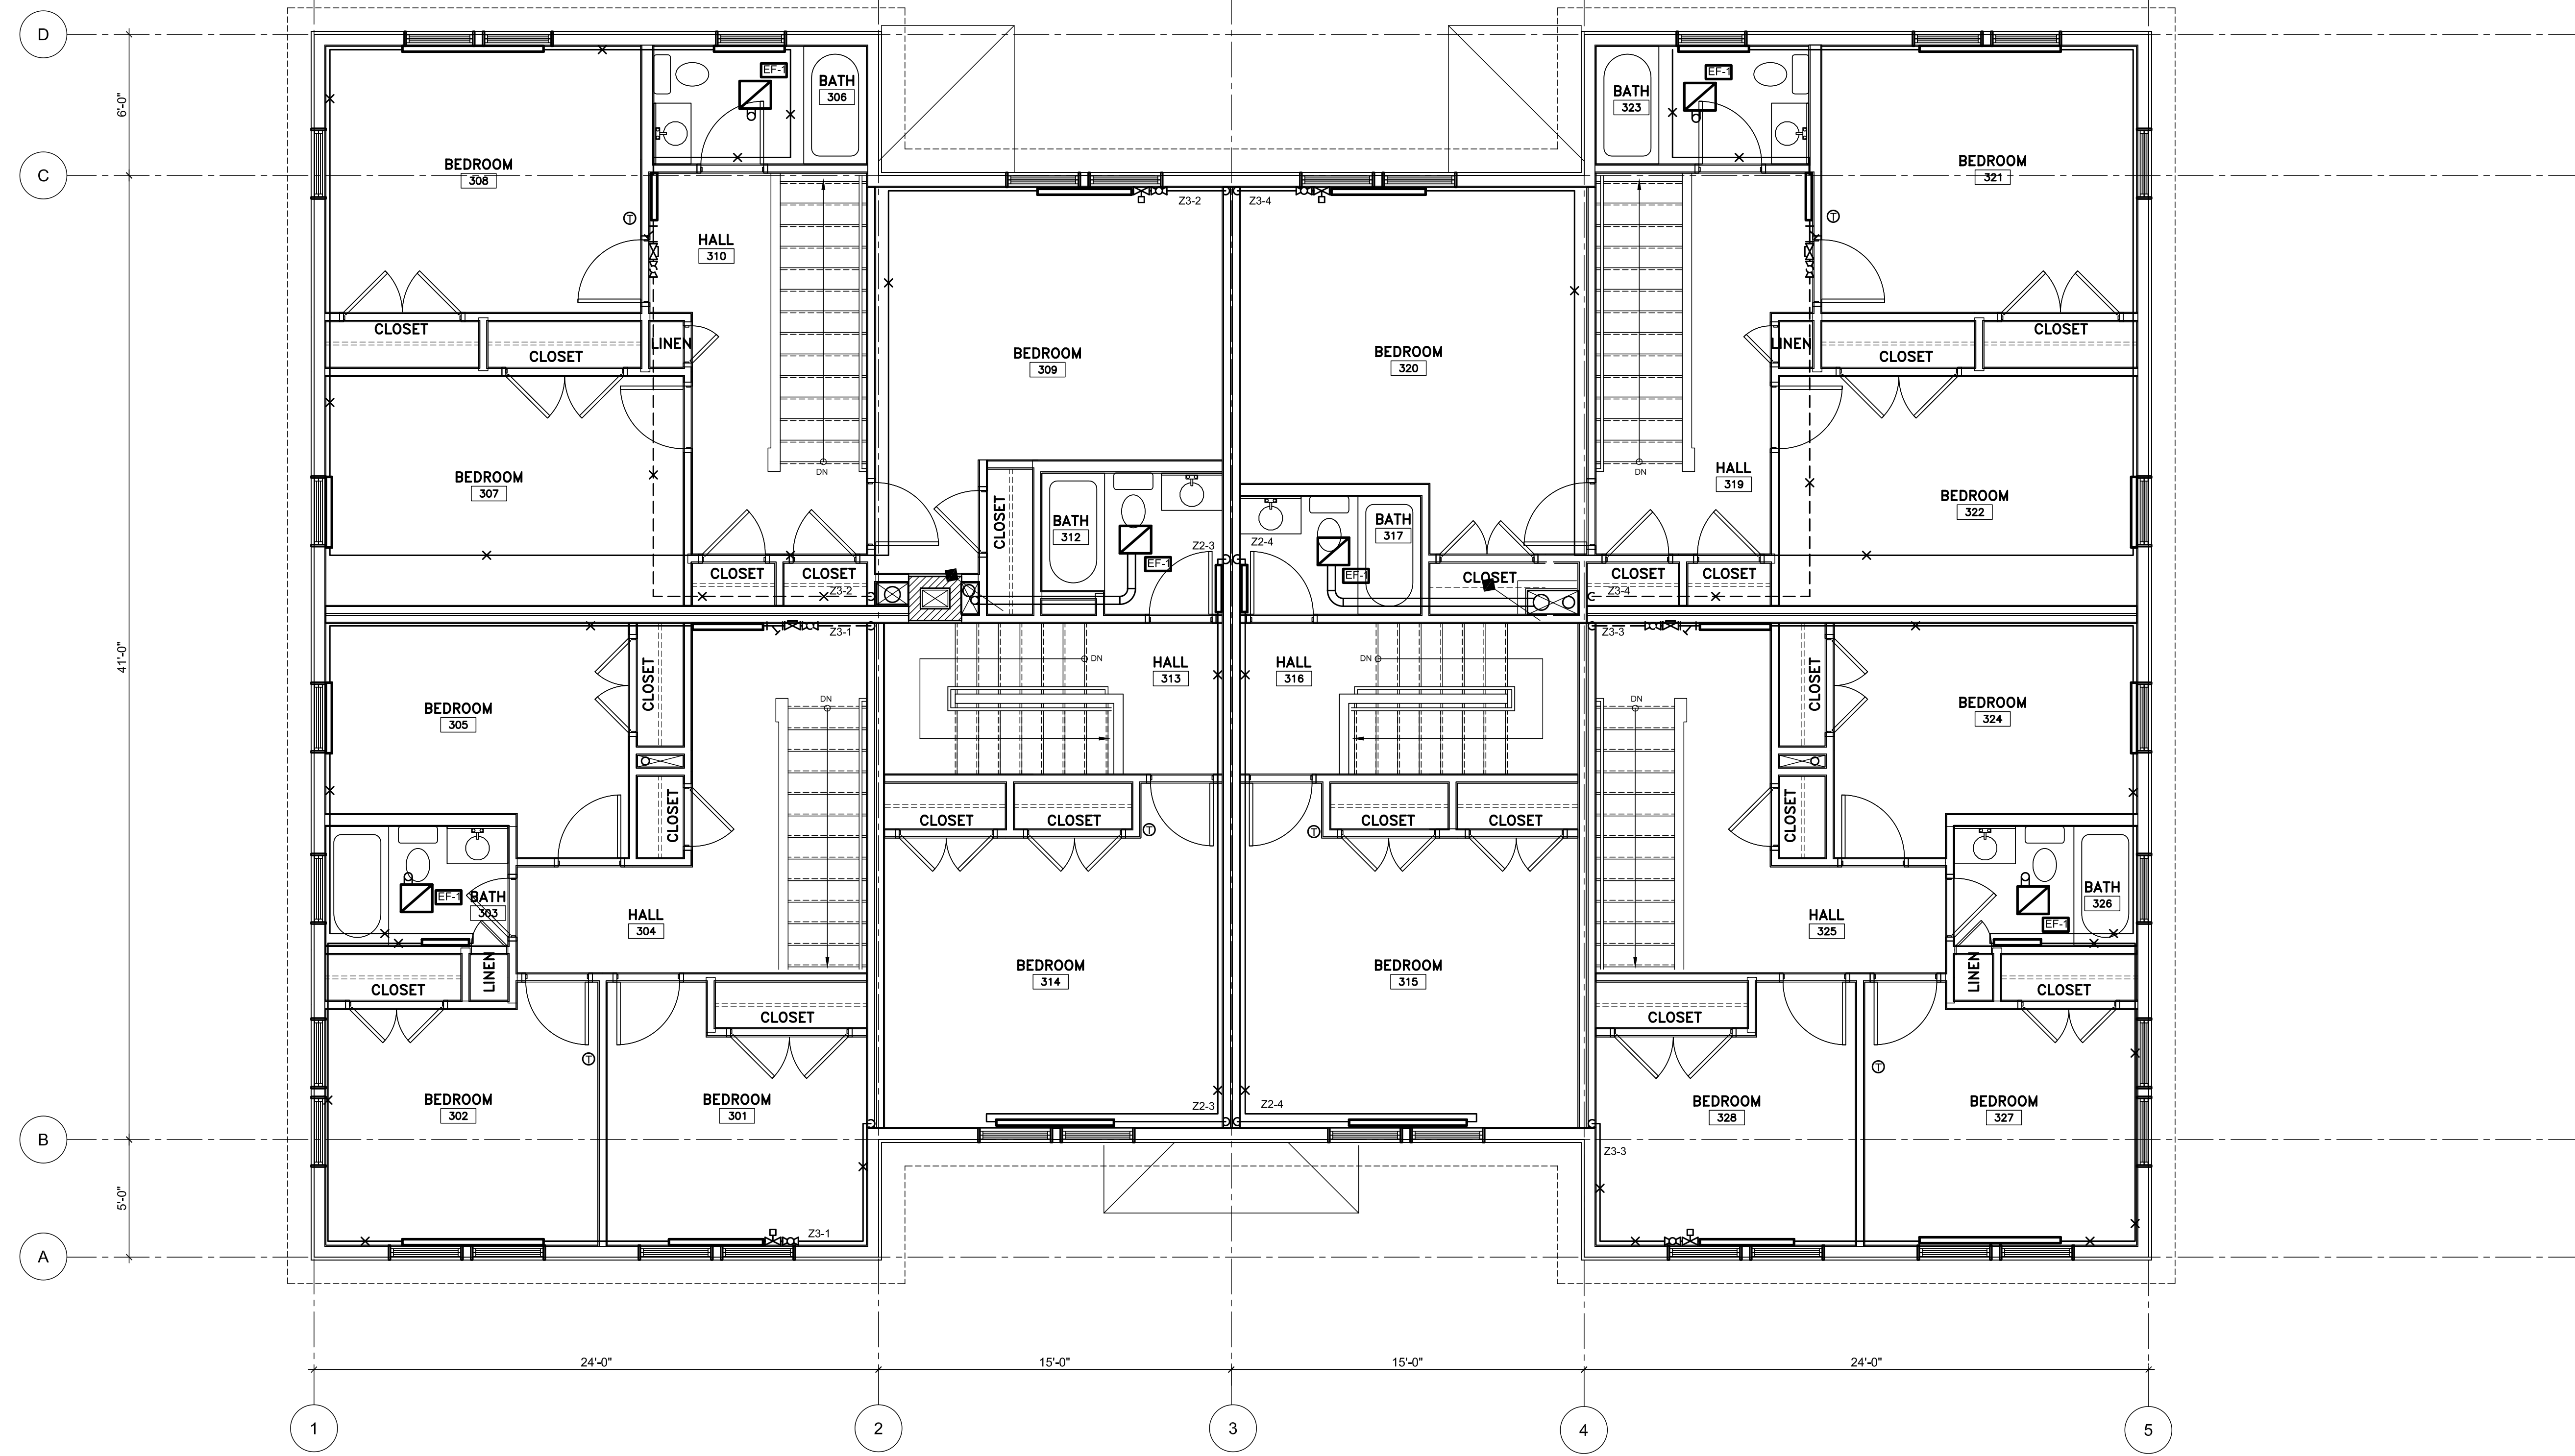 D
6'-0"
C
41'-0"
B
5'-0"
A
EF-1
BATH
306
BATH
323
EF-1
BEDROOM
308
BEDROOM
321
T
T
Z3-2
Z3-4
HALL
310
CLOSET
CLOSET
LINEN
BEDROOM
309
BEDROOM
320
LINEN
CLOSET
CLOSET
BEDROOM
307
DN
DN
HALL
319
BEDROOM
322
CLOSET
BATH
312
EF-1
Z2-3
Z2-4
EF-1
BATH
317
CLOSET
CLOSET
Z3-2
CLOSET
Z3-4
CLOSET
CLOSET
Z3-1
Z3-3
BEDROOM
305
CLOSET
DN
HALL
313
HALL
316
DN
CLOSET
BEDROOM
324
DN
DN
CLOSET
CLOSET
CLOSET
CLOSET
CLOSET
CLOSET
T
T
EF-1
BATH
303
HALL
304
HALL
325
BATH
326
EF-1
CLOSET
LINEN
CLOSET
BEDROOM
314
BEDROOM
315
CLOSET
LINEN
CLOSET
T
T
BEDROOM
302
BEDROOM
301
Z2-3
Z2-4
BEDROOM
328
BEDROOM
327
Z3-3
Z3-1
24'-0"
15'-0"
15'-0"
24'-0"
1
2
3
4
5